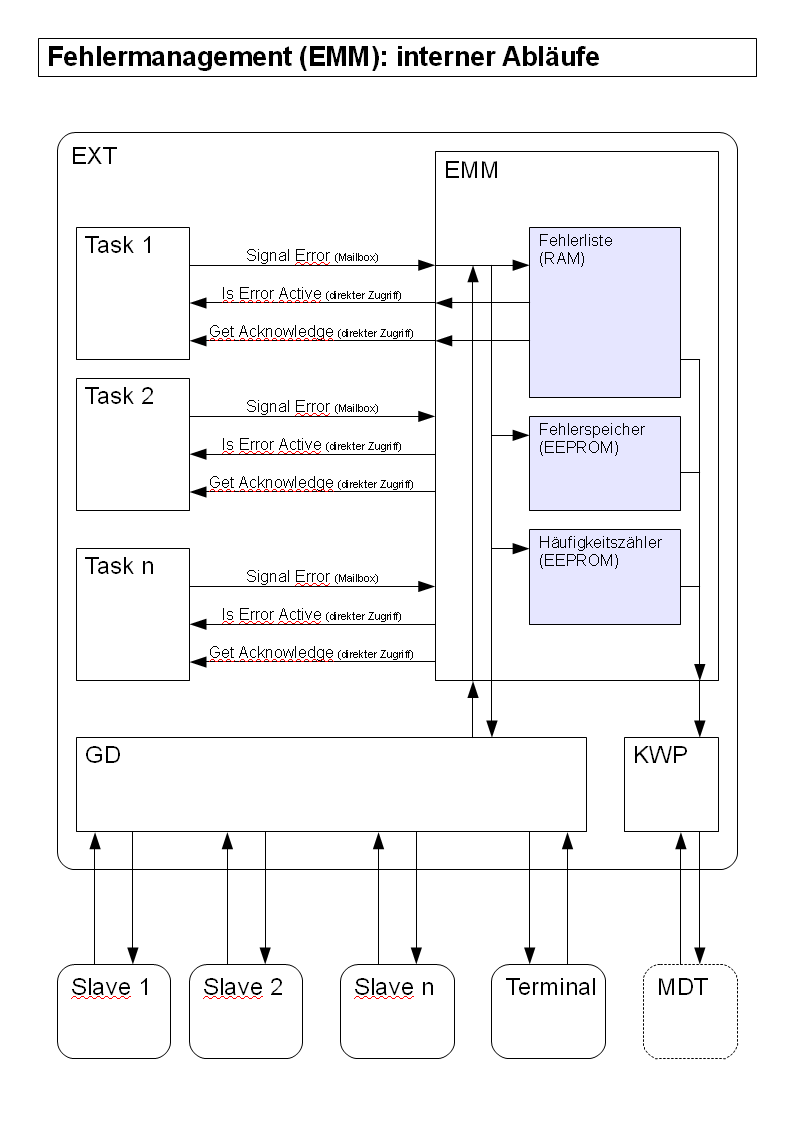 Fehlermanagement (EMM): interner Abläufe
EXT
EMM
Task 1
Signal Error (Mailbox)
Is Error Active (direkter Zugriff)
Get Acknowledge (direkter Zugriff)
Fehlerliste
(RAM)
Task 2
Signal Error (Mailbox)
Is Error Active (direkter Zugriff)
Get Acknowledge (direkter Zugriff)
Fehlerspeicher
(EEPROM)
Task n
Signal Error (Mailbox)
Is Error Active (direkter Zugriff)
Get Acknowledge (direkter Zugriff)
Häufigkeitszähler
(EEPROM)
GD
KWP
Slave 1
Slave 2
Slave n
Terminal
MDT